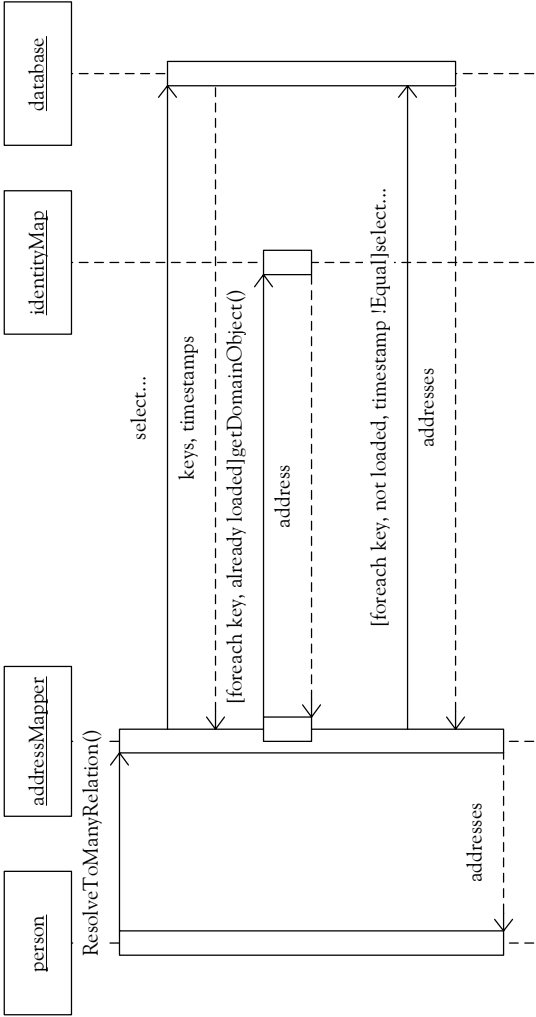 person
addressMapper
identityMap
database
ResolveToManyRelation()
select...
keys, timestamps
[foreach key, already loaded]getDomainObject()
address
[foreach key, not loaded, timestamp !Equal]select...
addresses
addresses